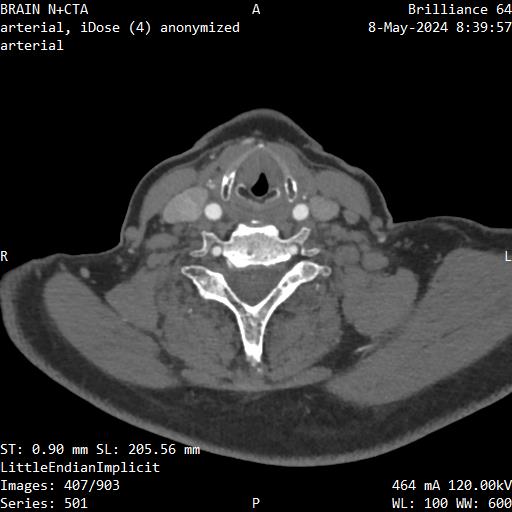 BRAIN N+CTA
arterial, iDose (4) anonymized
arterial
A
Brilliance 64
8-May-2024 8:39:57
R
L
ST: 0.90 mm SL: 205.56 mm
LittleEndianImplicit
Images: 407/903
Series: 501
P
464 mA 120.00kV
WL: 100 WW: 600